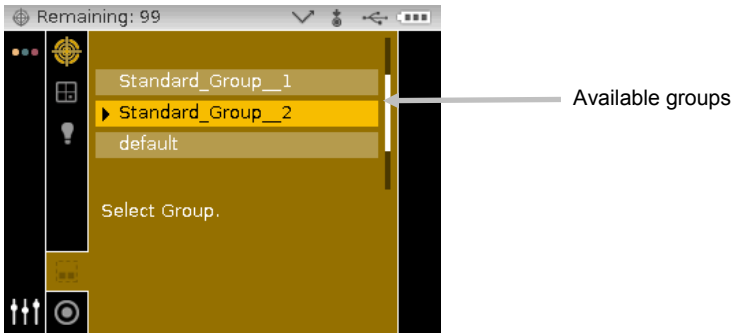 Remaining: 99
Standard_Group__1
Standard_Group__2
Available groups
default
Select Group.